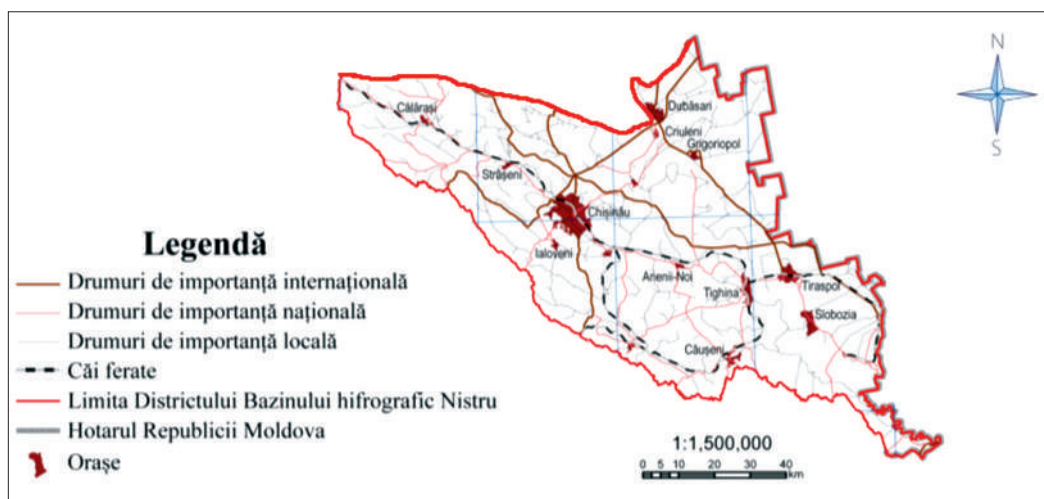 N
S
Călărași
Dubăsari
Criuleni
Grigoriopol
Strășeni
Chișinău
Ialoveni
Anenii-Noi
Tighina
Tiraspol
Slobozia
Căușeni
Legendă
Drumuri de importanță internațională
Drumuri de importanță națională
Drumuri de importanță locală
Căi ferate
Limita Districtului Bazinului hifrografic Nistru
Hotarul Republicii Moldova
Orașe
1:1,500,000
0 5 10 20 30 40
km